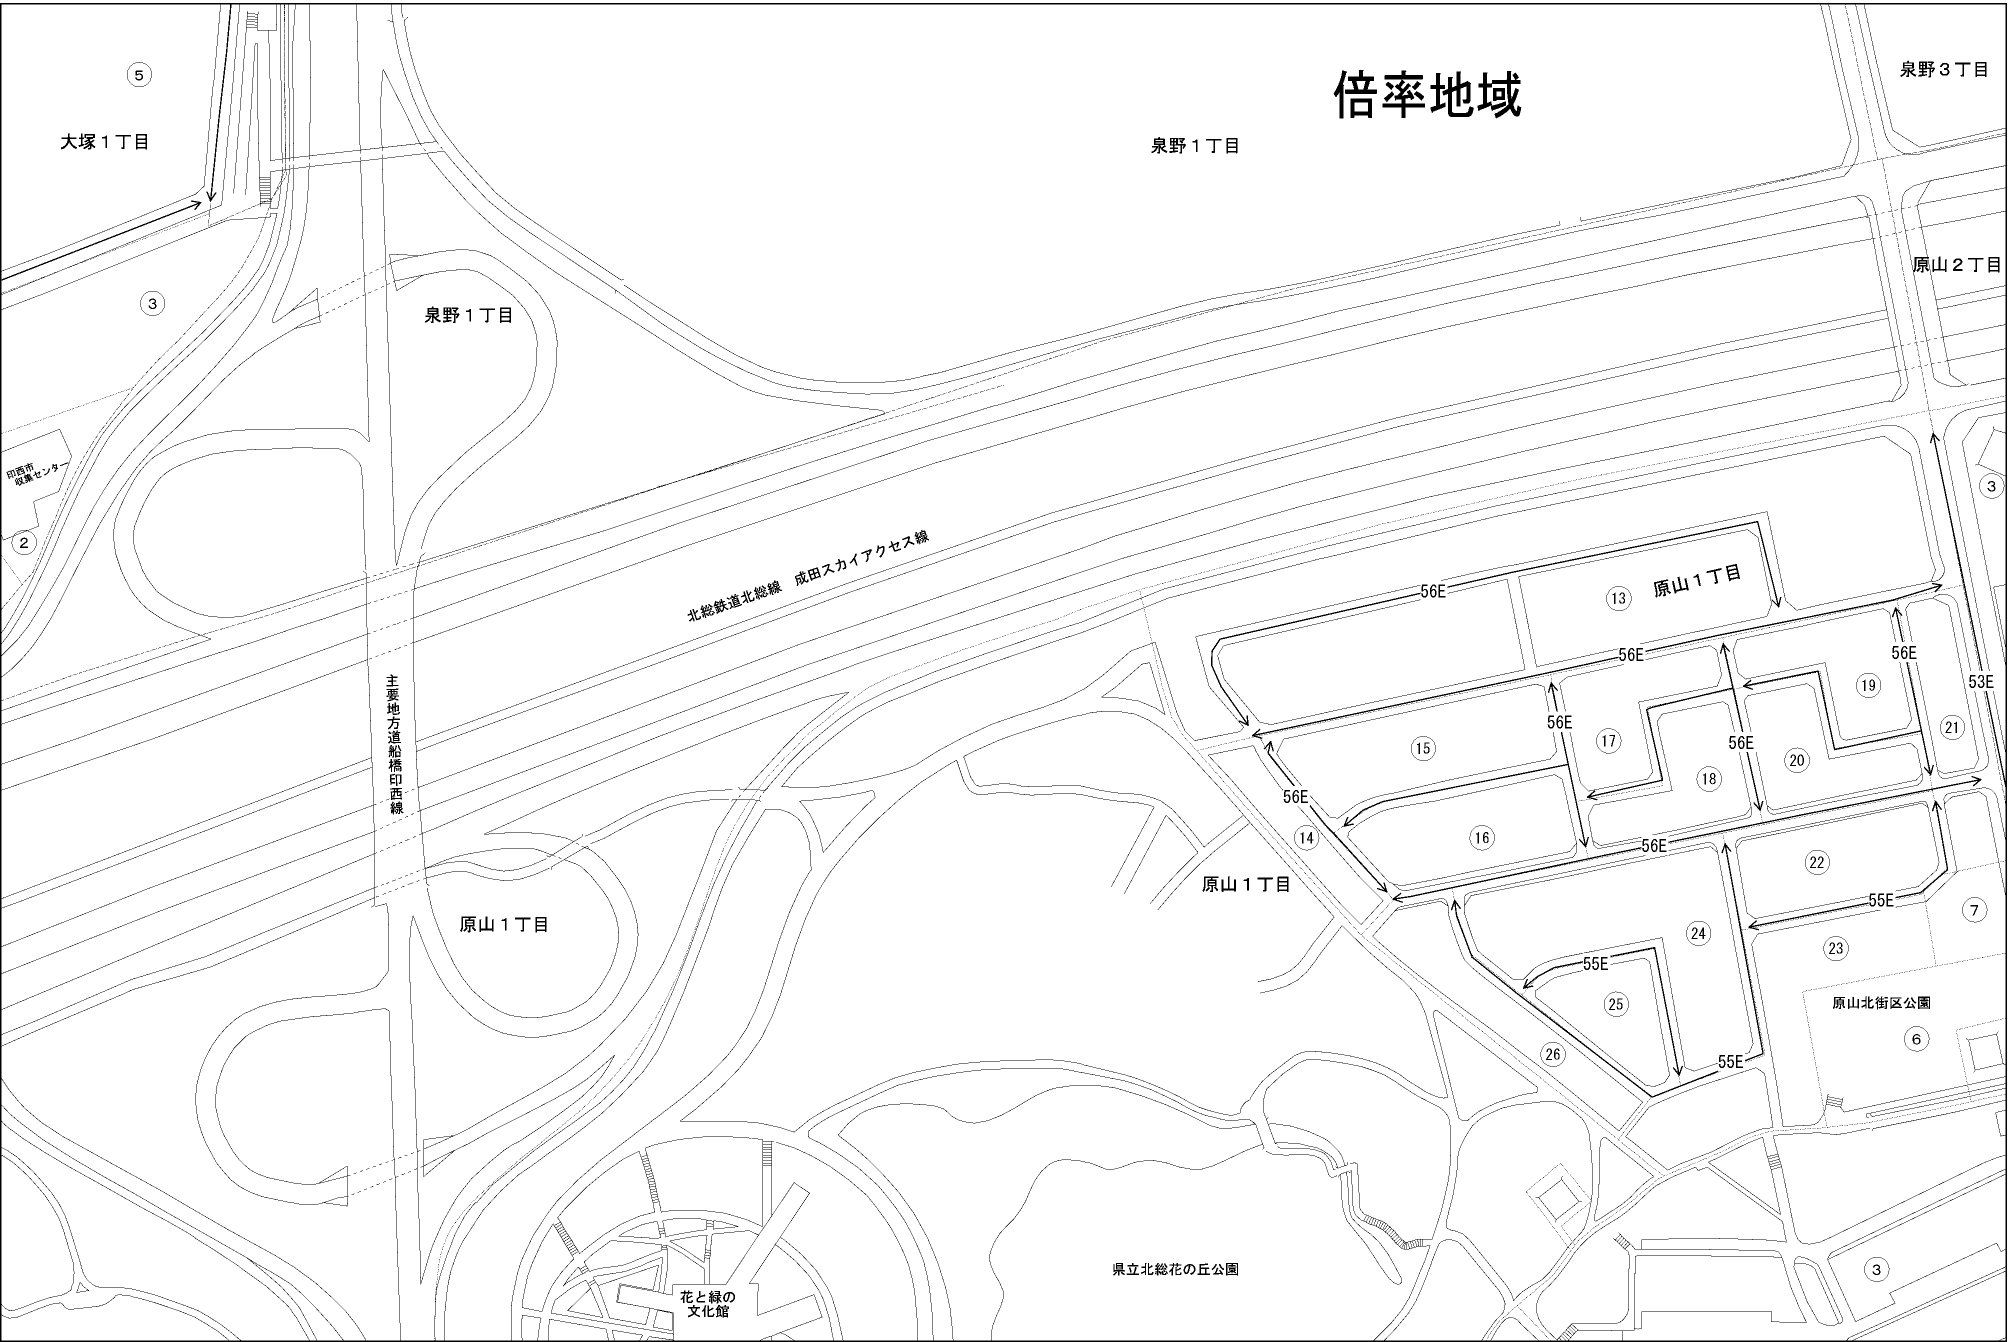 倍率地域
泉野3丁目
⑤
大塚1丁目
泉野1丁目
原山2丁目
③
泉野1丁目
印西市
収集センター
②
③
北総鉄道北総線 成田スカイアクセス線
主要地方道船橋印西線
56E
⑬
原山1丁目
56E
56E
53E
⑲
56E
⑮
⑰
56E
㉑
⑳
⑱
56E
⑭
⑯
56E
㉒
原山1丁目
55E
⑦
原山1丁目
㉔
㉓
55E
㉕
原山北街区公園
⑥
㉖
55E
県立北総花の丘公園
③
花と緑の
文化館